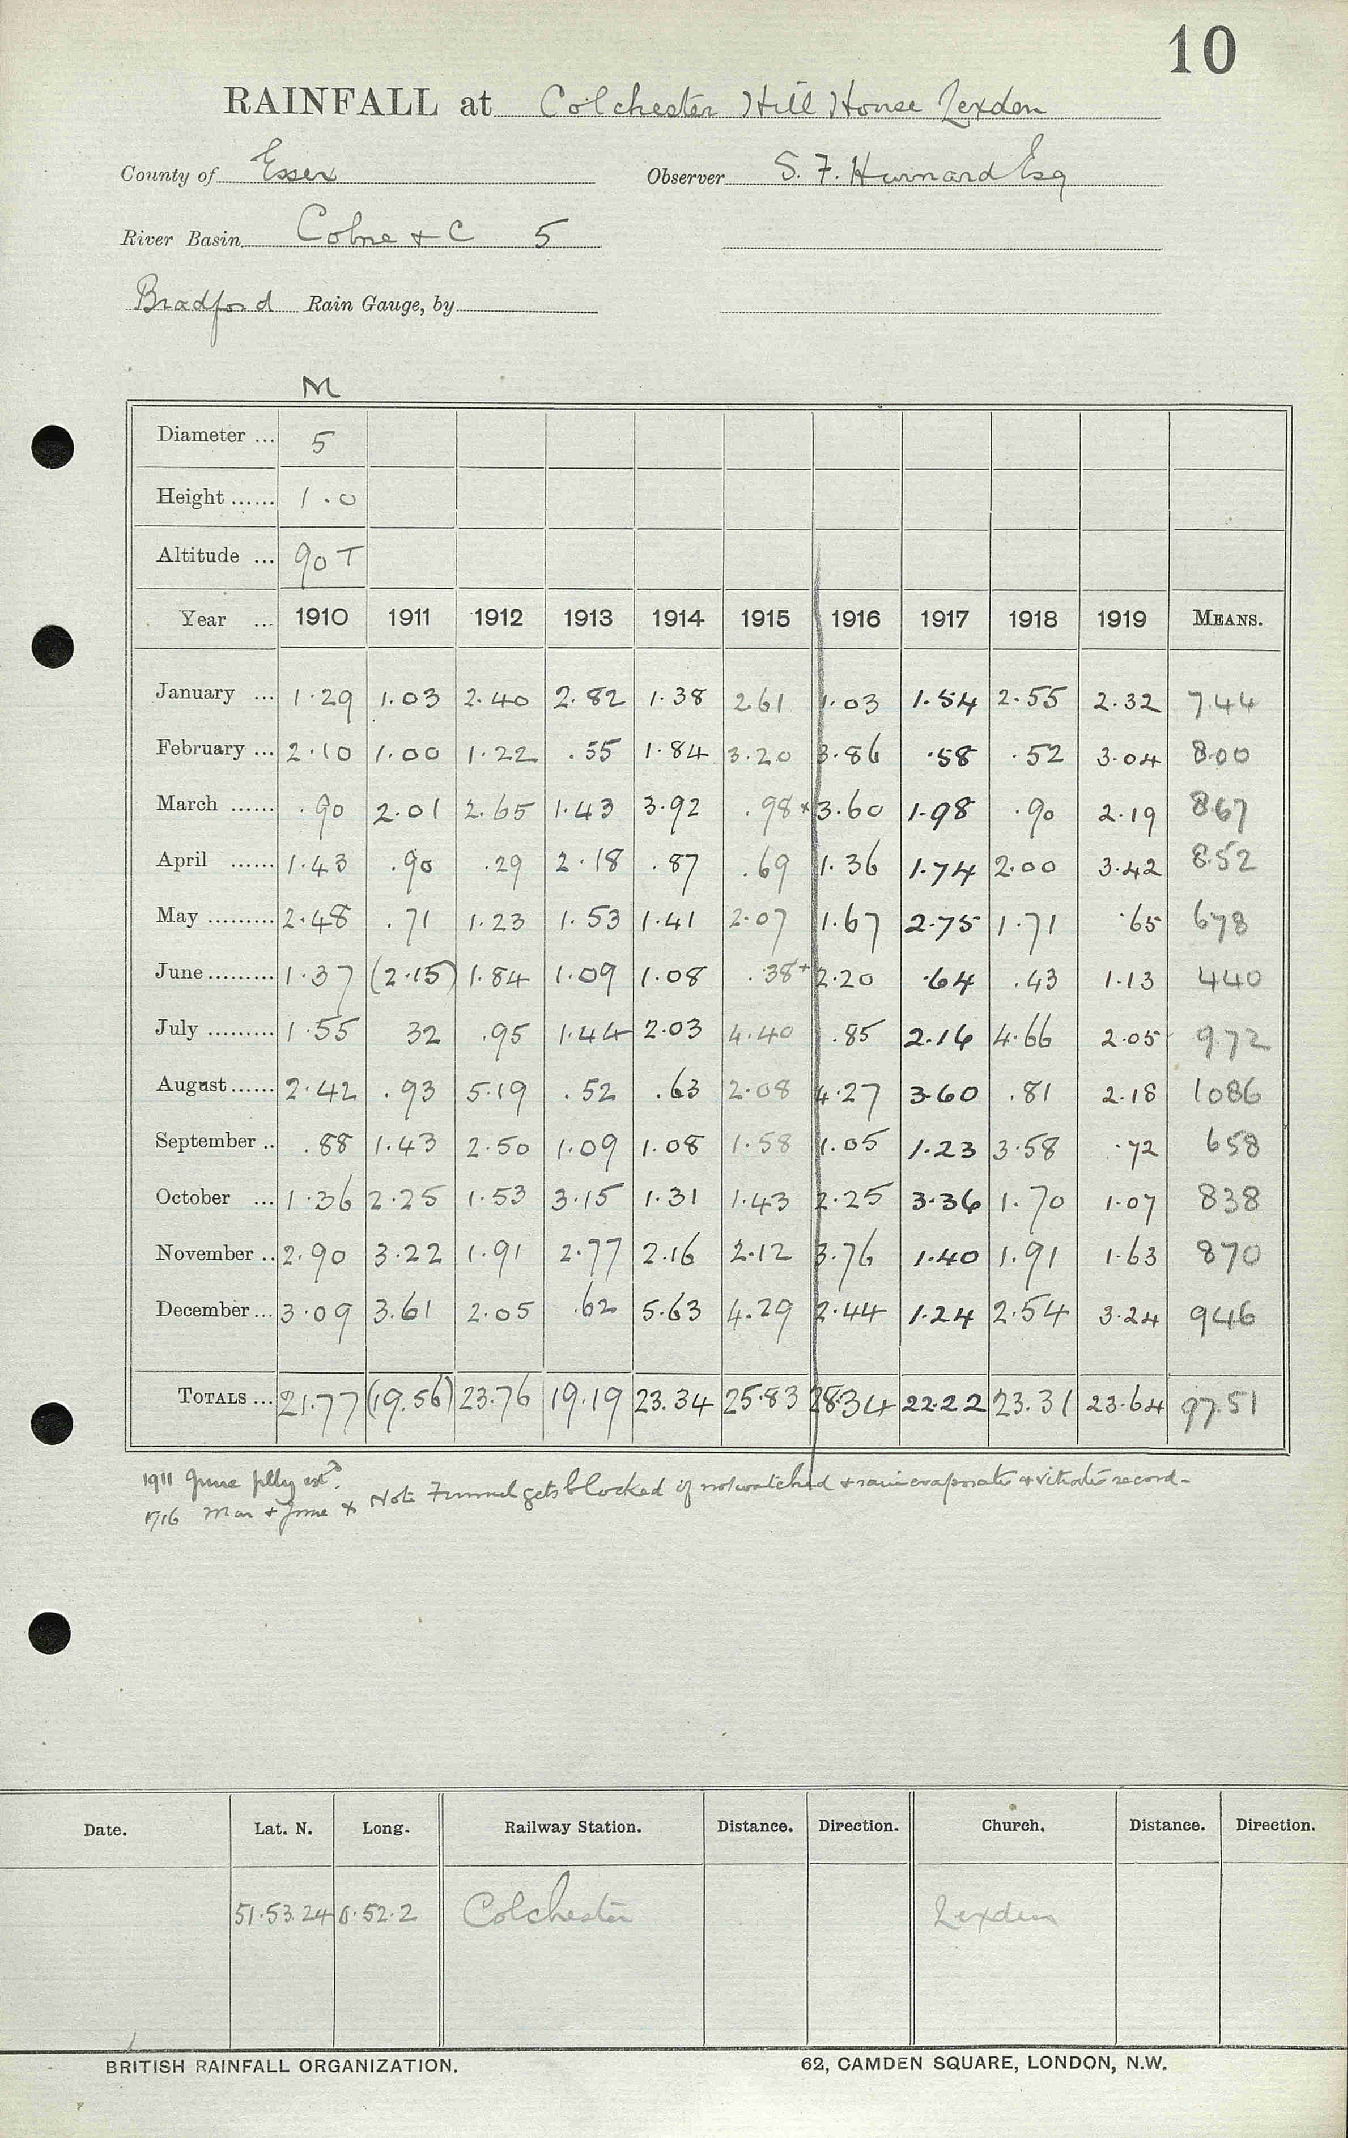 10
RAINFALL at Colchester Hill House Lexden
County of Essex Observer S. F. Hurnard Esq
River Basin Colne + C 5
Bradford Rain Gauge, by
M
Diameter ... 5
Height ...... 1.0
Altitude ... 90 T
Year ... 1910 1911 1912 1913 1914 1915 1916 1917 1918 1919 MEANS.
January ... 1.29 1.03 2.40 2.82 1.38 2.61 1.03 1.54 2.55 2.32 7.44
February ... 2.10 1.00 1.22 .55 1.84 3.20 3.86 .58 .52 3.04 8.00
March ...... .90 2.01 2.65 1.43 3.92 .98 x 3.60 1.98 .90 2.19 867
April ...... 1.43 .90 .29 2.18 .87 .69 1.36 1.74 2.00 3.42 8.52
May ......... 2.48 .71 1.23 1.53 1.41 2.07 1.67 2.75 1.71 .65 678
June ......... 1.37 (2.15) 1.84 1.09 1.08 .38 + 2.20 .64 .43 1.13 440
July ......... 1.55 32 .95 1.44 2.03 4.40 .85 2.16 4.66 2.05 972
August ...... 2.42 .93 5.19 .52 .63 2.08 4.27 3.60 .81 2.18 1086
September .. .88 1.43 2.50 1.09 1.08 1.58 1.05 1.23 3.58 .72 658
October ... 1.36 2.25 1.53 3.15 1.31 1.43 2.25 3.36 1.70 1.07 838
November .. 2.90 3.22 1.91 2.77 2.16 2.12 3.76 1.40 1.91 1.63 870
December ... 3.09 3.61 2.05 .62 5.63 4.29 2.44 1.24 2.54 3.24 946
TOTALS ... 21.77 (19.56) 23.76 19.19 23.34 25.83 28.34 22.22 23.31 23.64 97.51
1911 June ptly estd.
Mar + June x Note Funnel gets blocked if not watched + rain evaporates + vitiates record-
Date. Lat. N. Long. Railway Station. Distance. Direction. Church. Distance. Direction.
51.53.24 0.52.2 Colchester Lexden
BRITISH RAINFALL ORGANIZATION. 62, CAMDEN SQUARE, LONDON, N.W.